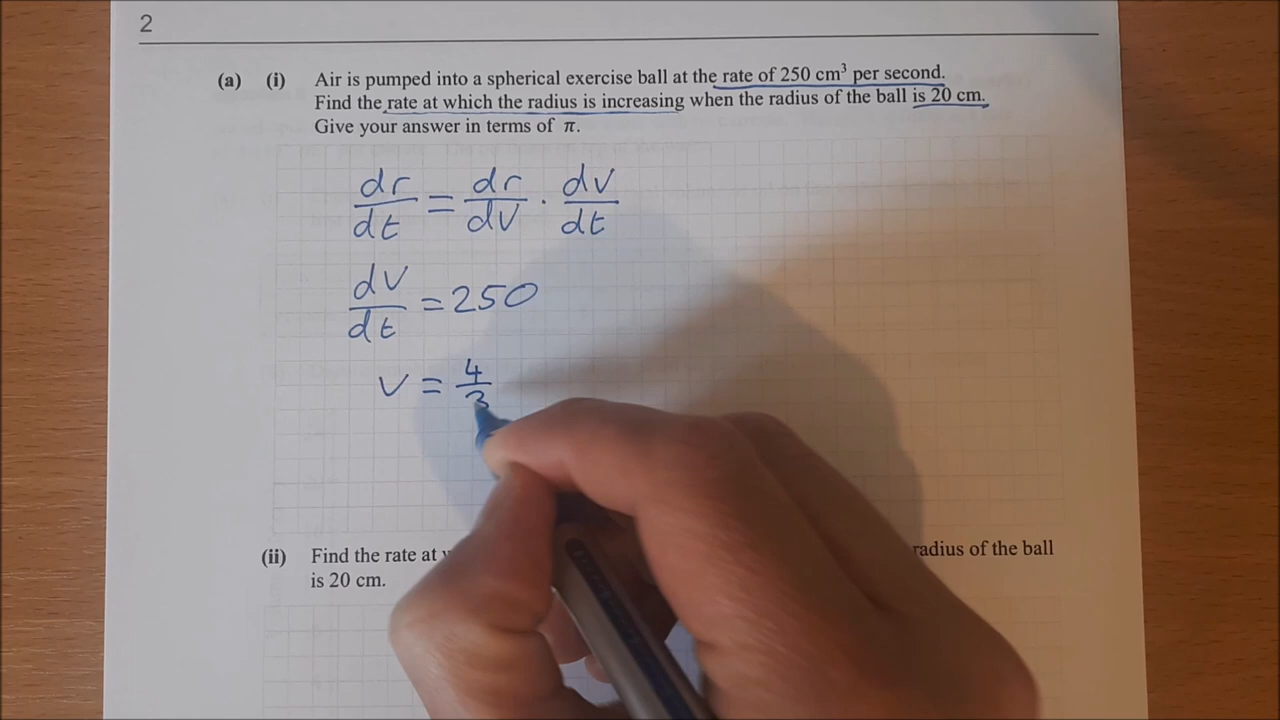 2
(a) (i) Air is pumped into a spherical exercise ball at the rate of 250 cm³ per second.
Find the rate at which the radius is increasing when the radius of the ball is 20 cm.
Give your answer in terms of π.
dr/dt = dr/dV · dV/dt
dV/dt = 250
V = 4/3
(ii) Find the rate at radius of the ball
is 20 cm.